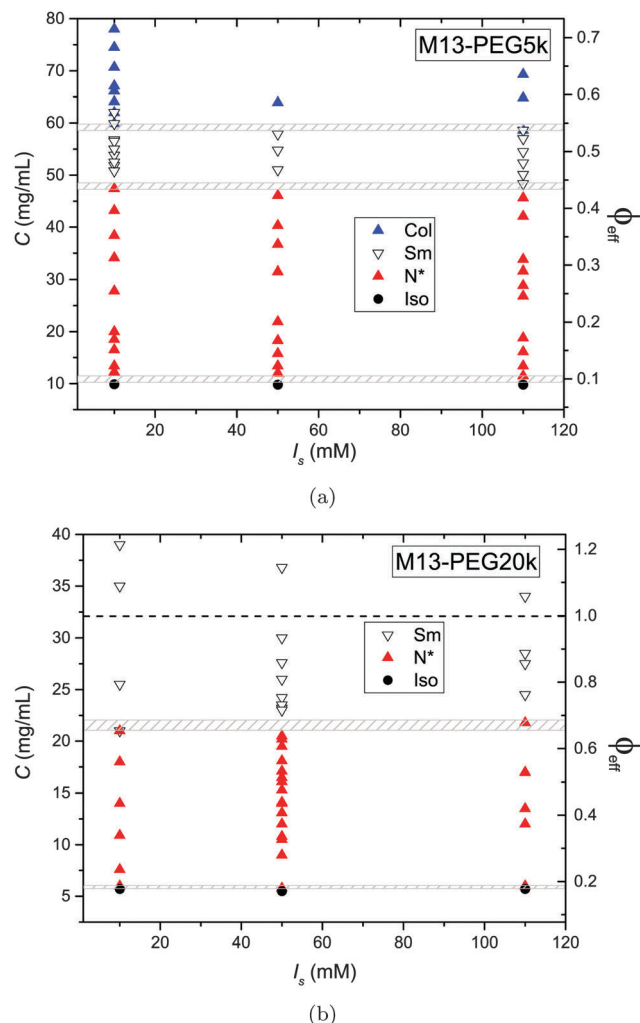 M13-PEG5k
80
70
60
50
40
30
20
10
C (mg/mL)
Col
Sm
N*
Iso
0.7
0.6
0.5
0.4
0.3
0.2
0.1
ϕeff
20 40 60 80 100 120
Is (mM)
(a)
M13-PEG20k
40
35
30
25
20
15
10
5
C (mg/mL)
Sm
N*
Iso
1.2
1.0
0.8
0.6
0.4
0.2
ϕeff
20 40 60 80 100 120
Is (mM)
(b)